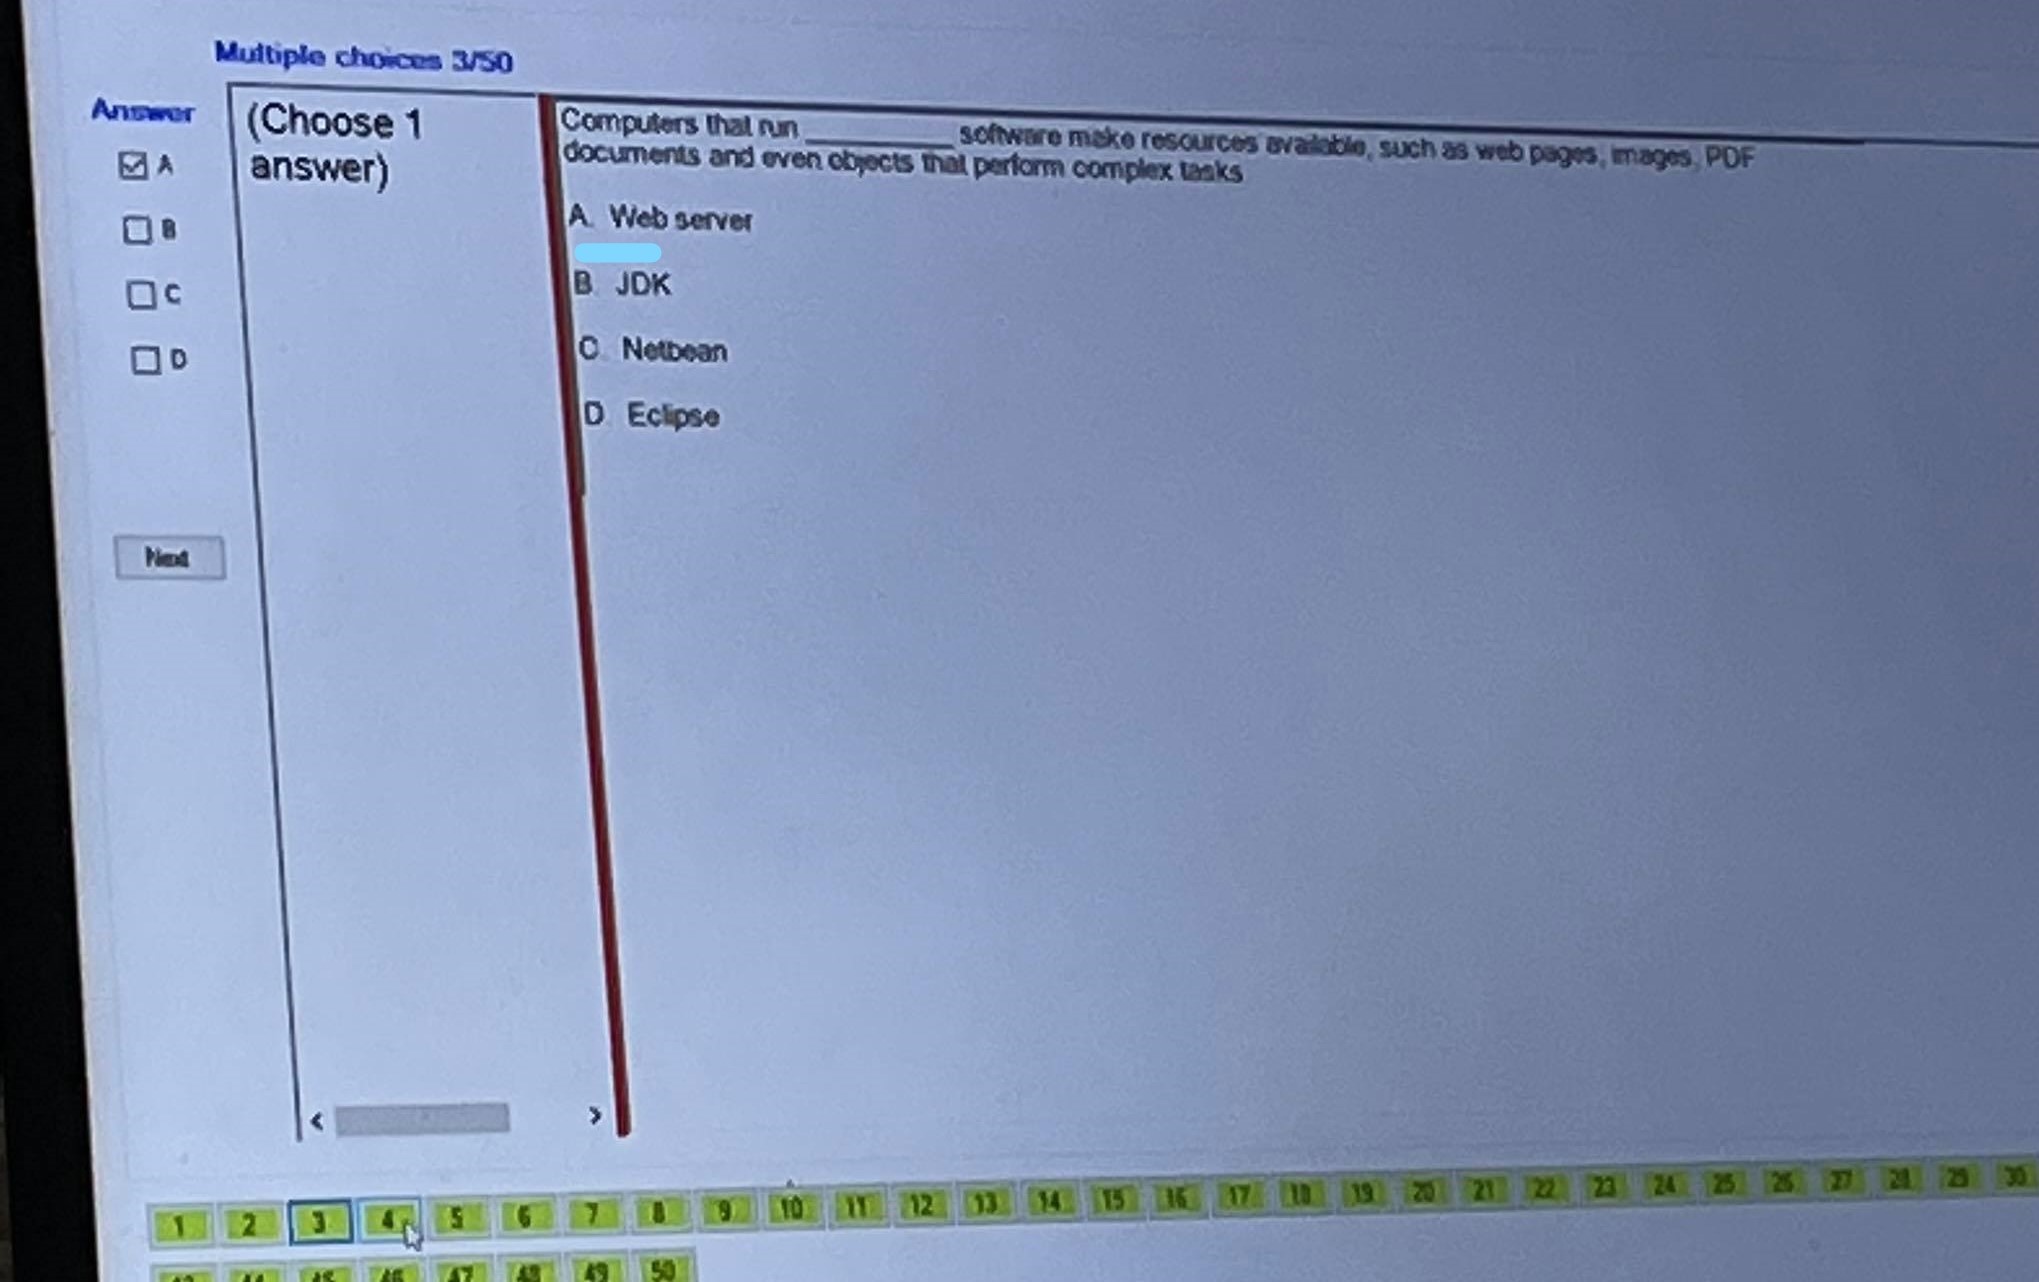 Multiple choices 3/50
Answer
A
B
C
D
Next
(Choose 1
answer)
Computers that run __________ software make resources available, such as web pages, images, PDF
documents and even objects that perform complex tasks
A. Web server
B. JDK
C. Netbean
D. Eclipse
1 2 3 4 5 6 7 8 9 10 11 12 13 14 15 16 17 18 19 20 21 22 23 24 25 26 27 28 29 30
45 46 47 48 49 50